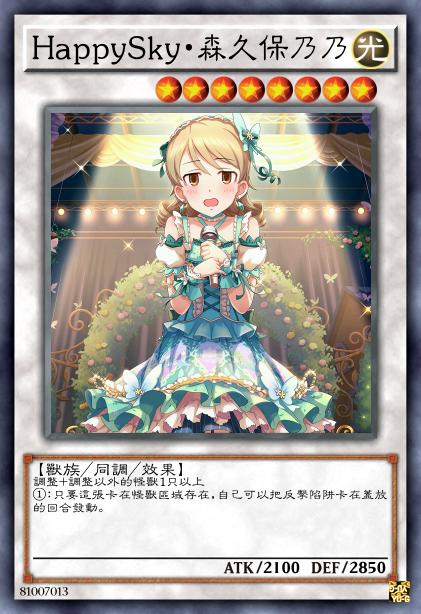 HappySky・森久保乃乃 光
【獸族／同調／效果】
調整＋調整以外的怪獸1只以上
①：只要這張卡在怪獸區域存在，自己可以把反擊陷阱卡在蓋放
的回合發動。
ATK/2100 DEF/2850
81007013